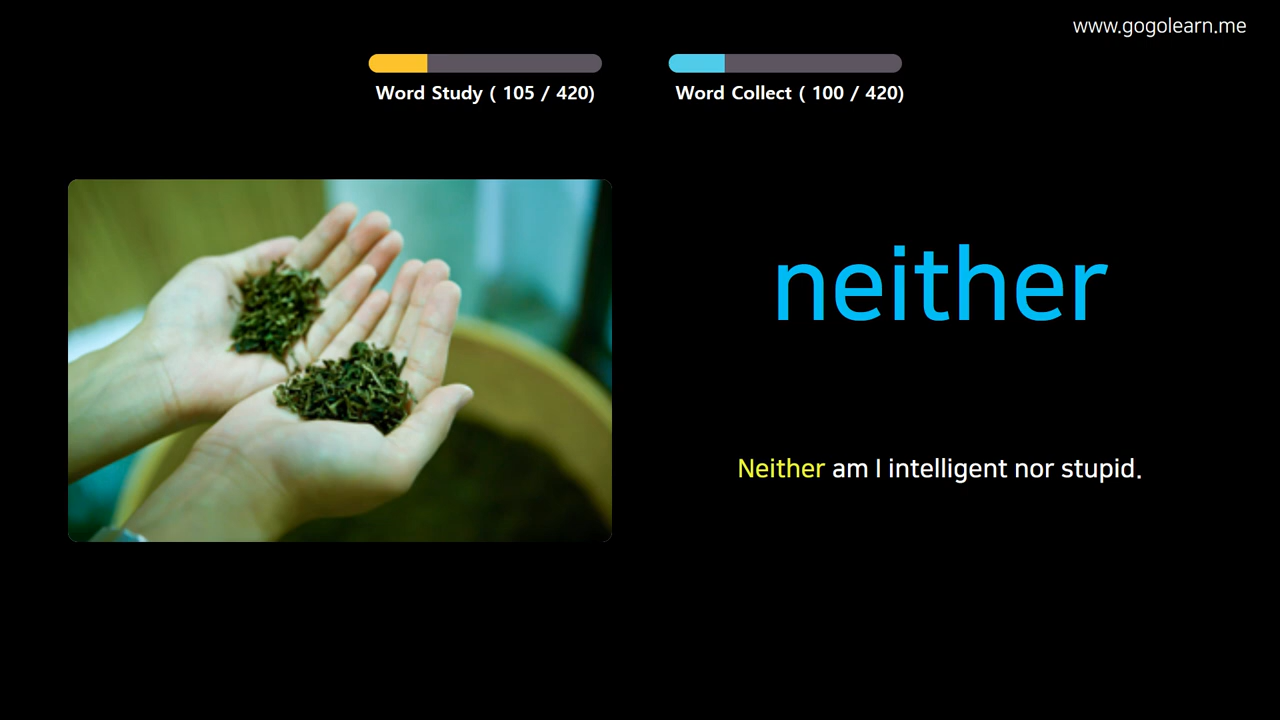 www.gogolearn.me
Word Study ( 105 / 420)
Word Collect ( 100 / 420)
neither
Neither am I intelligent nor stupid.